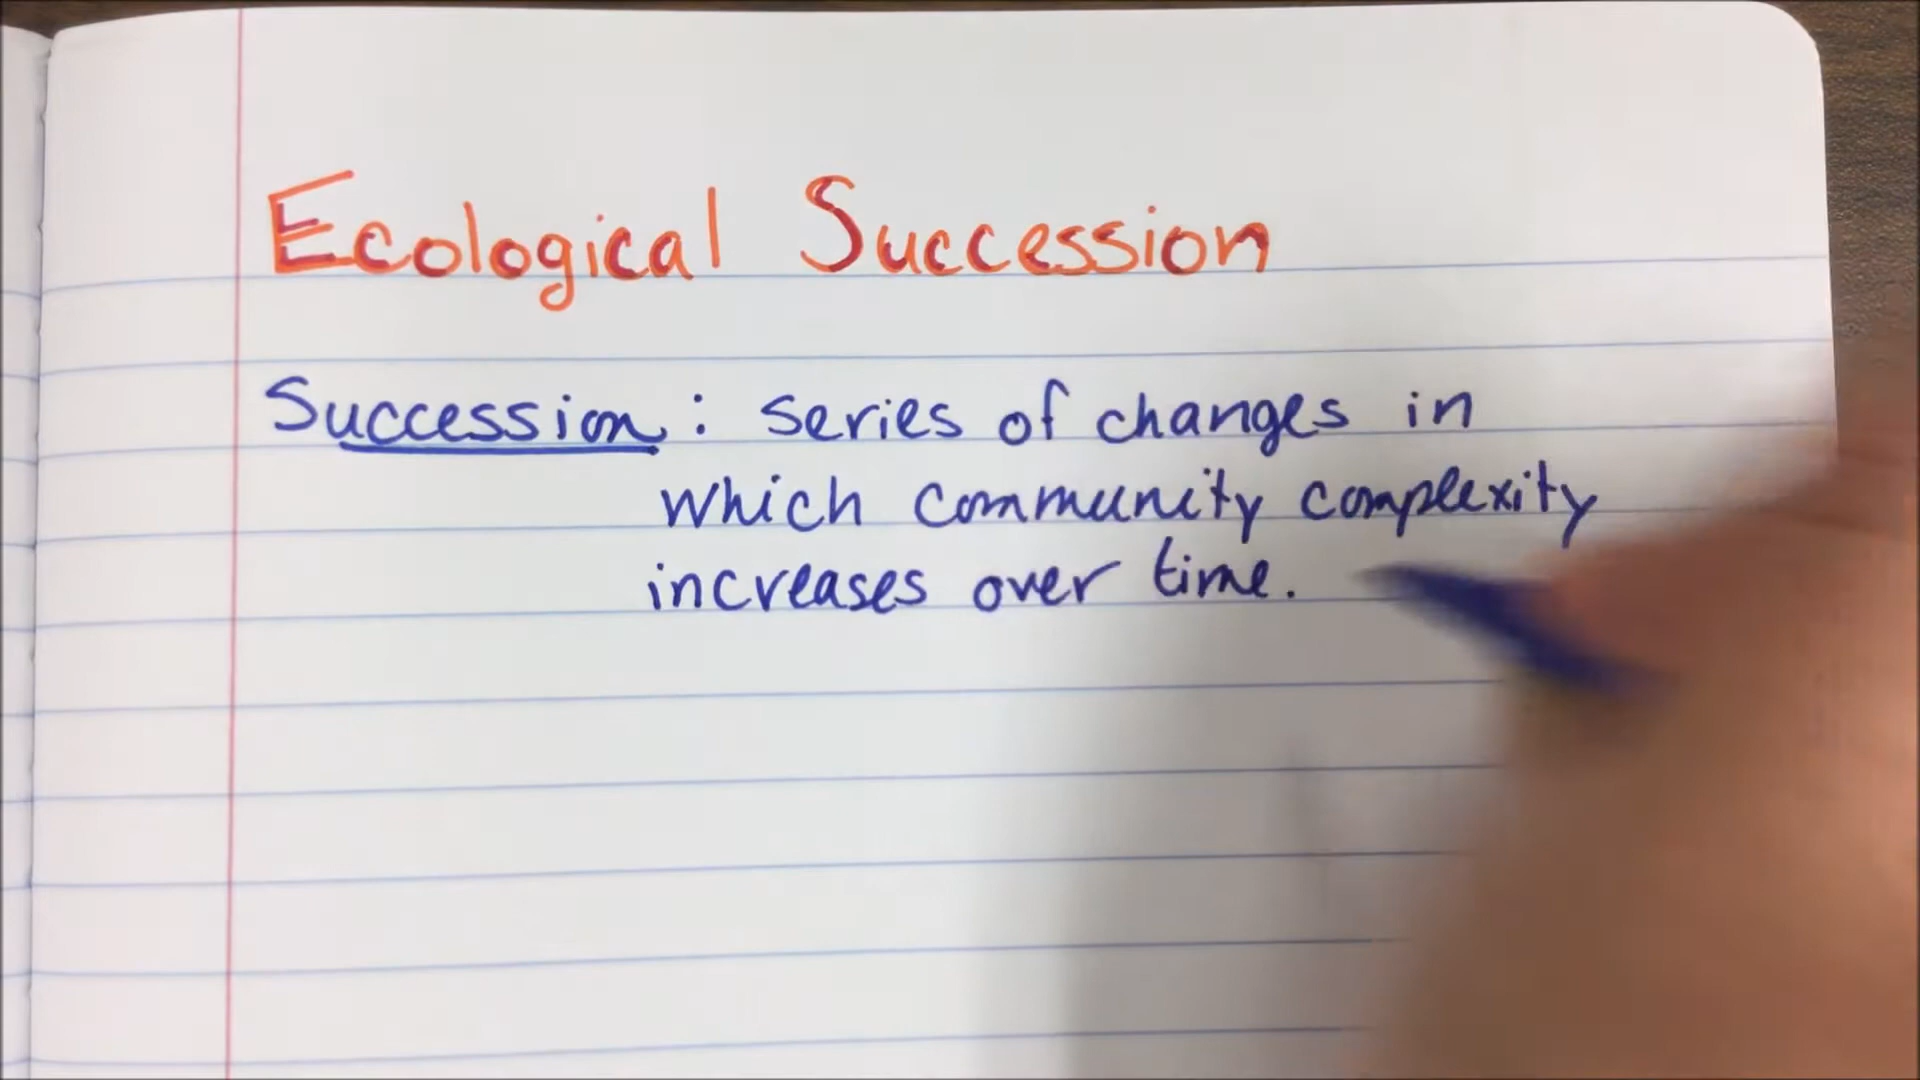 Ecological Succession
Succession: series of changes in
which community complexity
increases over time.